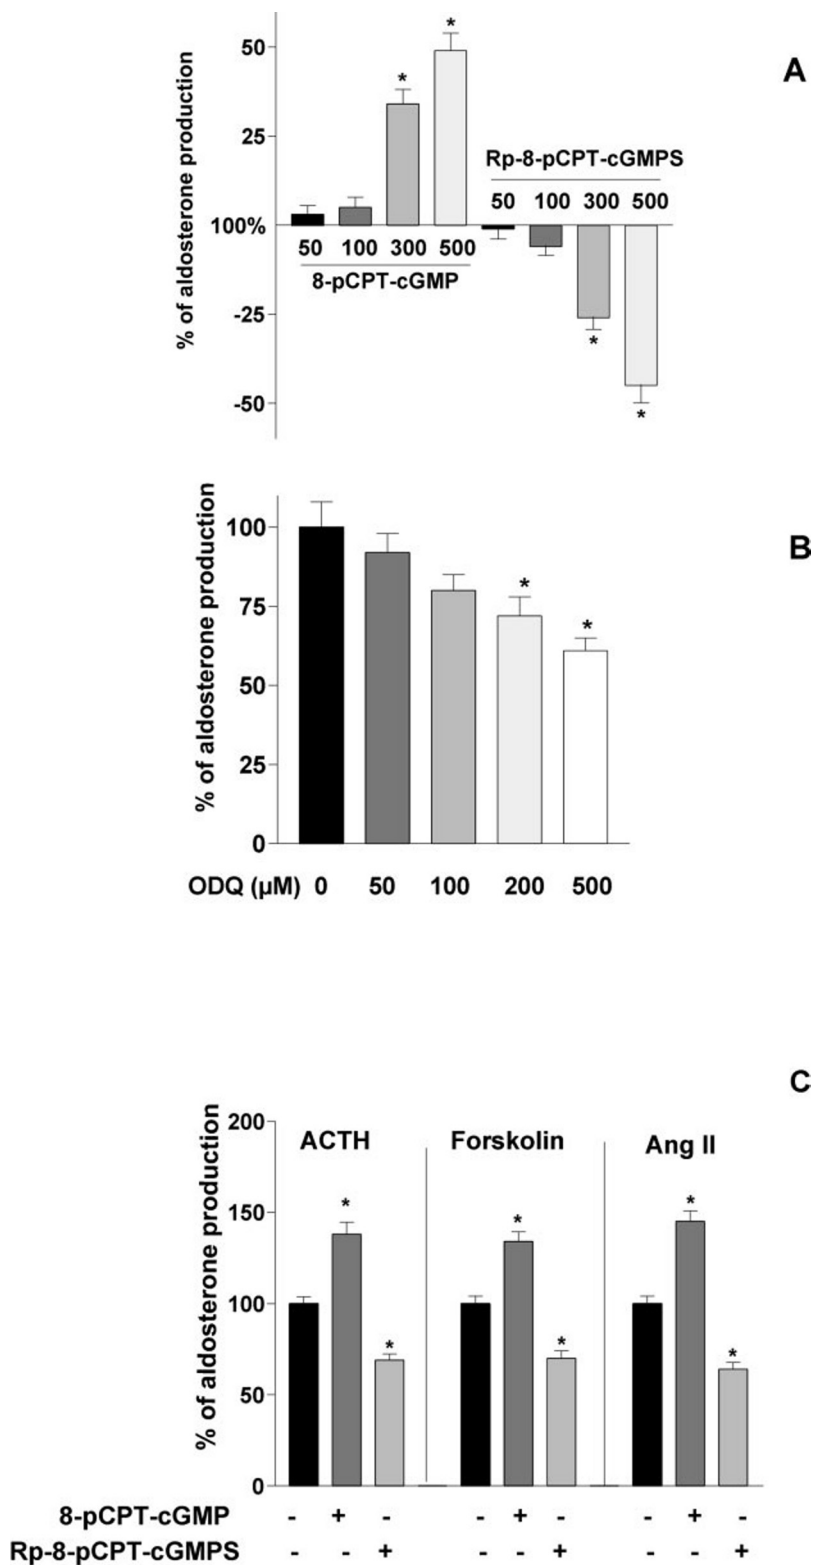 A
% of aldosterone production
50
25
100%
-25
-50
*
*
Rp-8-pCPT-cGMPS
50 100 300 500
50 100 300 500
8-pCPT-cGMP
*
*
B
% of aldosterone production
100
75
50
25
0
*
*
ODQ (µM) 0 50 100 200 500
C
% of aldosterone production
200
150
100
50
0
ACTH Forskolin Ang II
* * *
* * *
8-pCPT-cGMP - + - - + - - + -
Rp-8-pCPT-cGMPS - - + - - + - - +